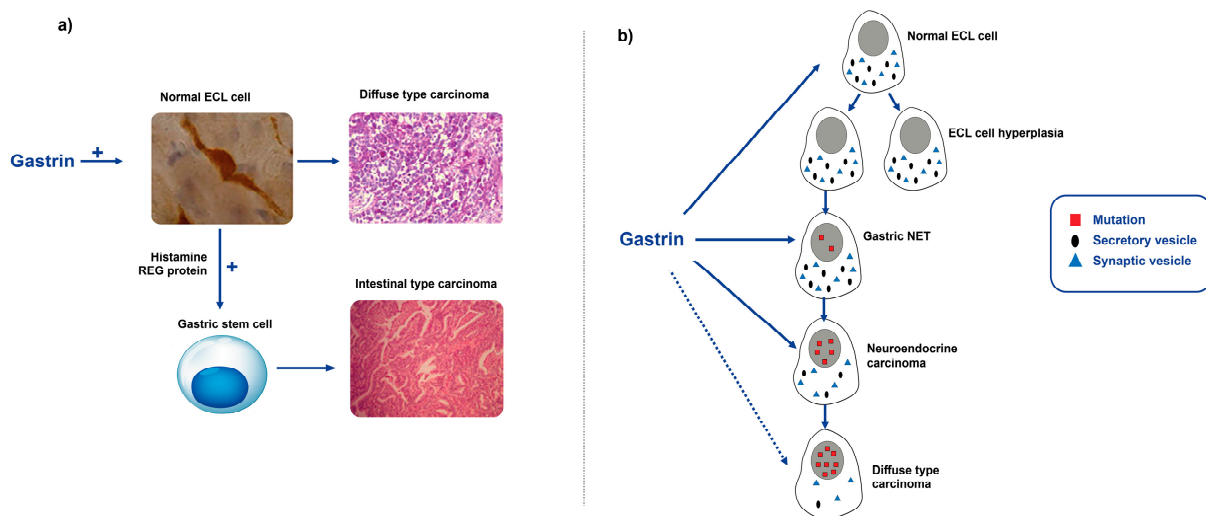 a)
Normal ECL cell
Diffuse type carcinoma
Gastrin
+
Histamine
REG protein
+
Intestinal type carcinoma
Gastric stem cell
b)
Normal ECL cell
ECL cell hyperplasia
Gastrin
Gastric NET
Neuroendocrine
carcinoma
Diffuse type
carcinoma
Mutation
Secretory vesicle
Synaptic vesicle